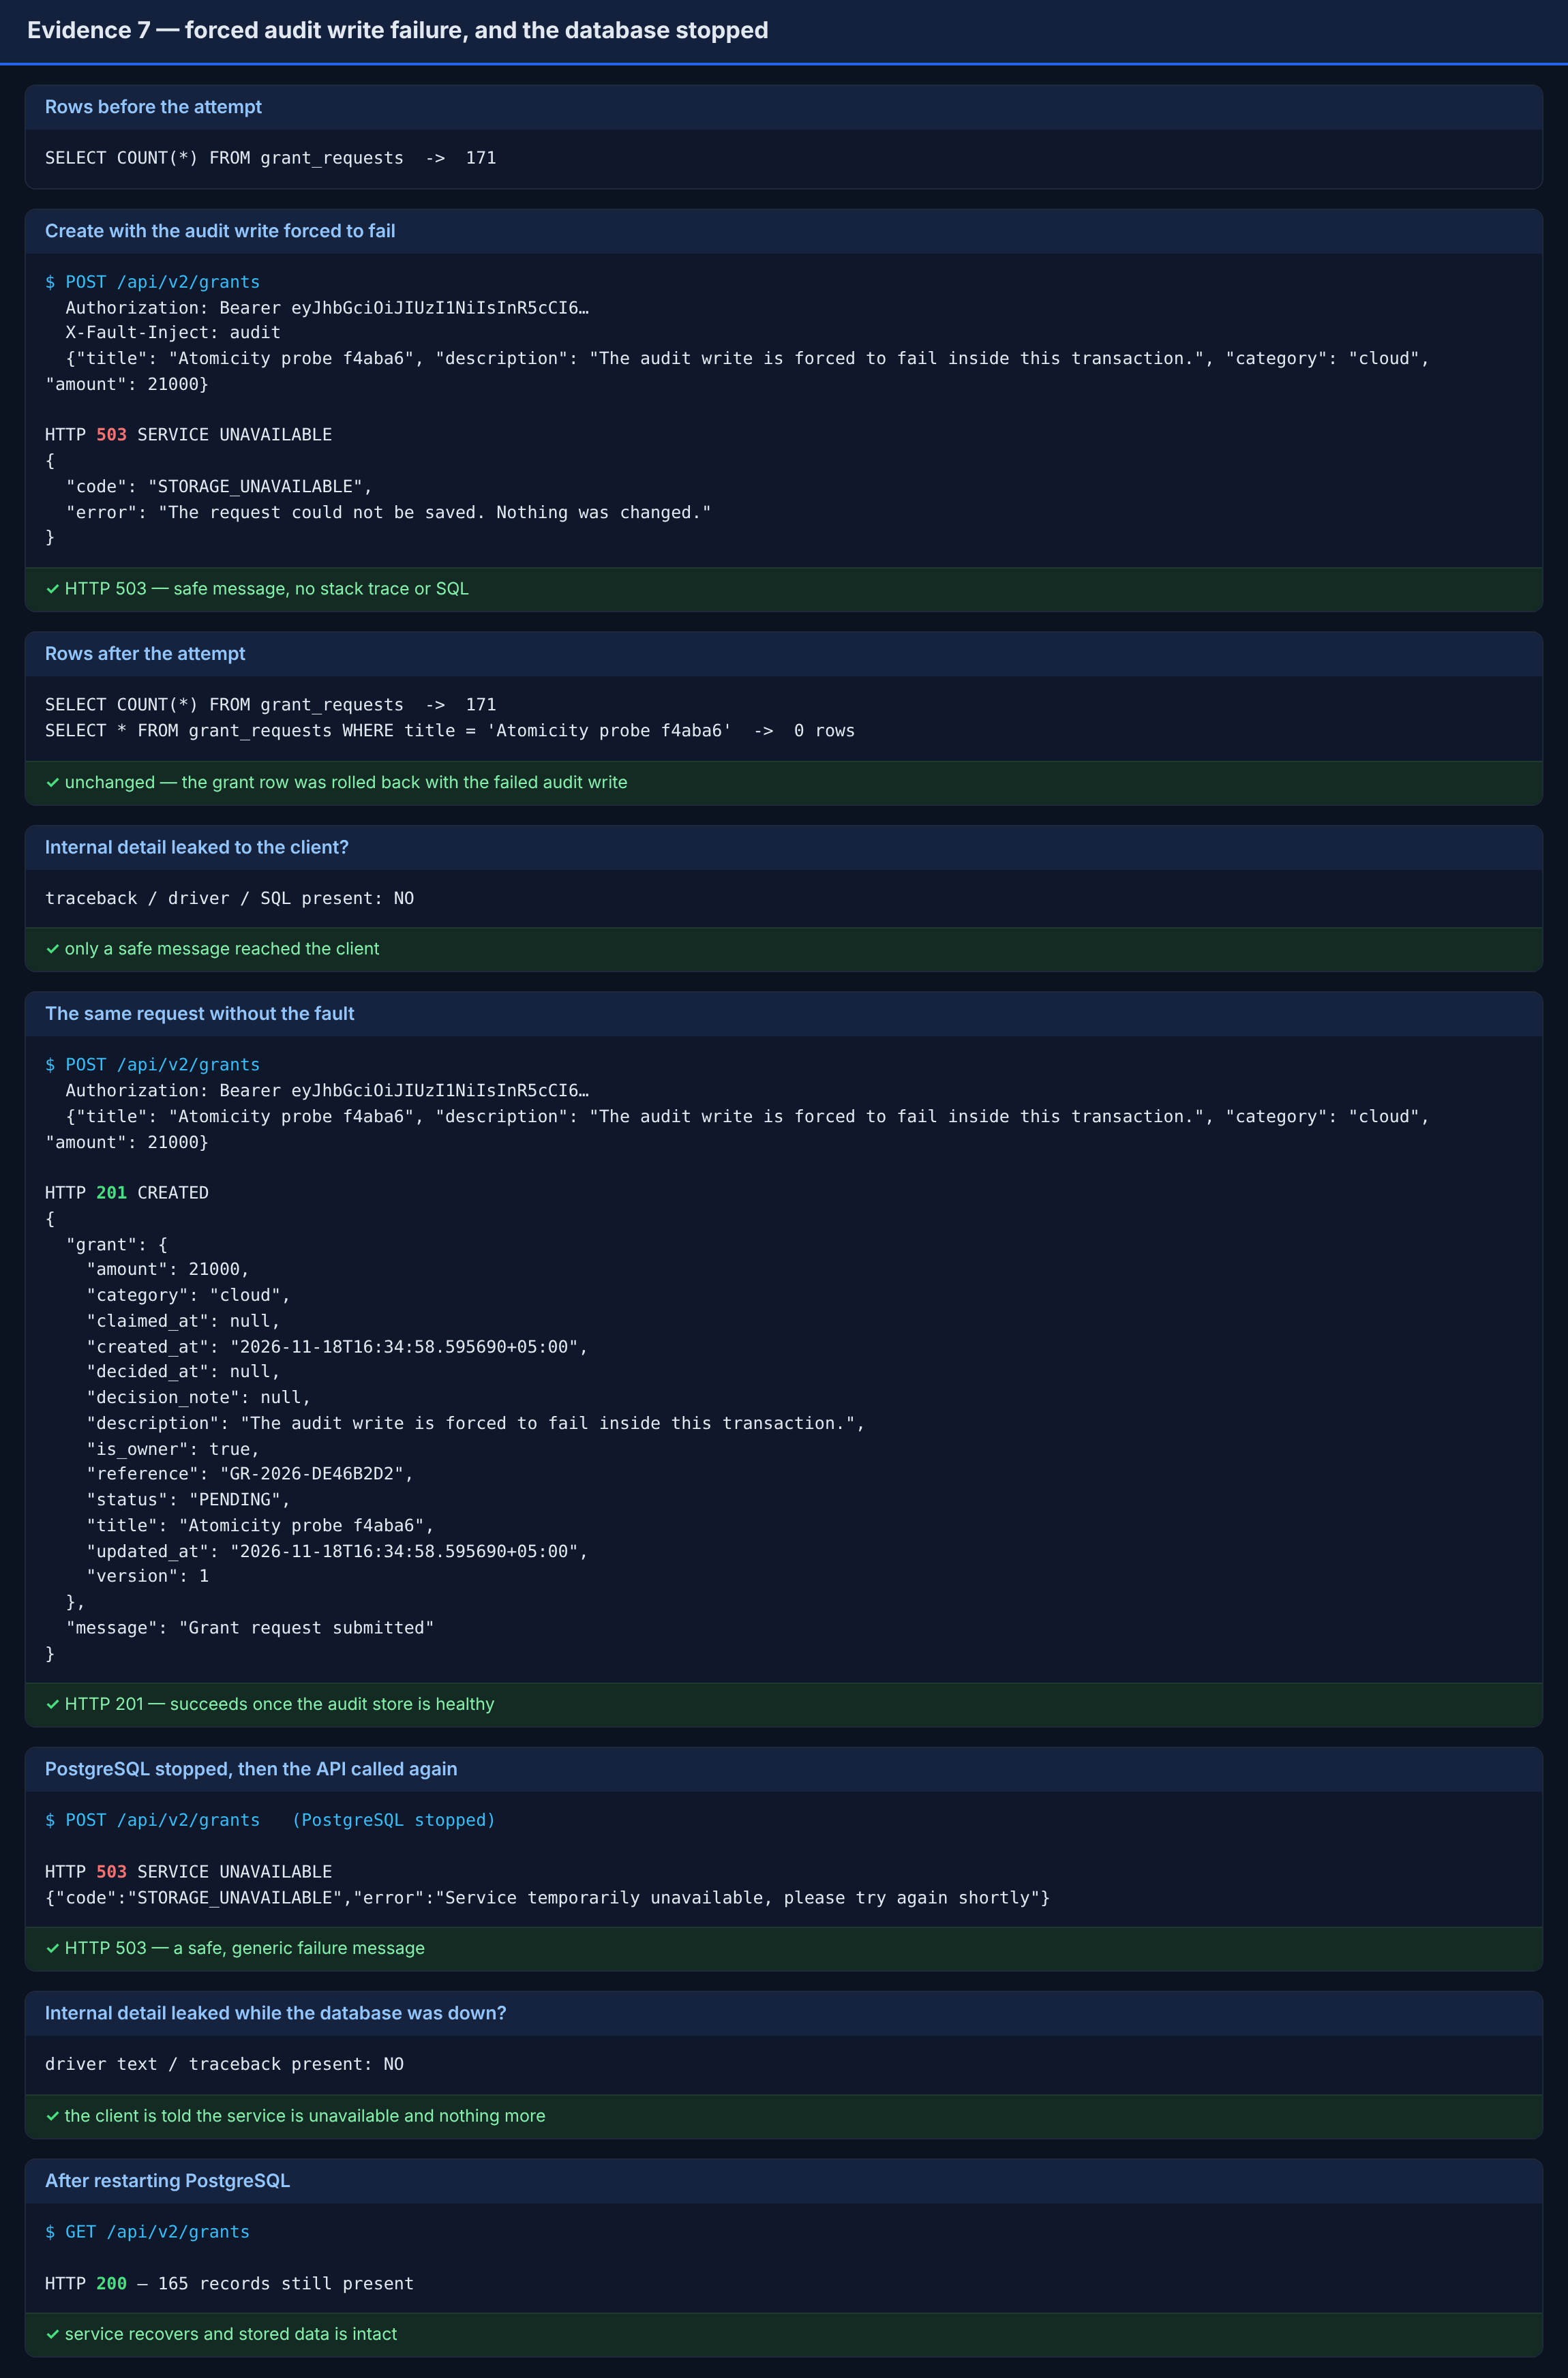 Evidence 7 — forced audit write failure, and the database stopped
Rows before the attempt
SELECT COUNT(*) FROM grant_requests  ->  171
Create with the audit write forced to fail
$ POST /api/v2/grants
  Authorization: Bearer eyJhbGciOiJIUzI1NiIsInR5cCI6…
  X-Fault-Inject: audit
  {"title": "Atomicity probe f4aba6", "description": "The audit write is forced to fail inside this transaction.", "category": "cloud",
"amount": 21000}
HTTP 503 SERVICE UNAVAILABLE
{
  "code": "STORAGE_UNAVAILABLE",
  "error": "The request could not be saved. Nothing was changed."
}
✓ HTTP 503 — safe message, no stack trace or SQL
Rows after the attempt
SELECT COUNT(*) FROM grant_requests  ->  171
SELECT * FROM grant_requests WHERE title = 'Atomicity probe f4aba6'  ->  0 rows
✓ unchanged — the grant row was rolled back with the failed audit write
Internal detail leaked to the client?
traceback / driver / SQL present: NO
✓ only a safe message reached the client
The same request without the fault
$ POST /api/v2/grants
  Authorization: Bearer eyJhbGciOiJIUzI1NiIsInR5cCI6…
  {"title": "Atomicity probe f4aba6", "description": "The audit write is forced to fail inside this transaction.", "category": "cloud",
"amount": 21000}
HTTP 201 CREATED
{
  "grant": {
    "amount": 21000,
    "category": "cloud",
    "claimed_at": null,
    "created_at": "2026-11-18T16:34:58.595690+05:00",
    "decided_at": null,
    "decision_note": null,
    "description": "The audit write is forced to fail inside this transaction.",
    "is_owner": true,
    "reference": "GR-2026-DE46B2D2",
    "status": "PENDING",
    "title": "Atomicity probe f4aba6",
    "updated_at": "2026-11-18T16:34:58.595690+05:00",
    "version": 1
  },
  "message": "Grant request submitted"
}
✓ HTTP 201 — succeeds once the audit store is healthy
PostgreSQL stopped, then the API called again
$ POST /api/v2/grants   (PostgreSQL stopped)
HTTP 503 SERVICE UNAVAILABLE
{"code":"STORAGE_UNAVAILABLE","error":"Service temporarily unavailable, please try again shortly"}
✓ HTTP 503 — a safe, generic failure message
Internal detail leaked while the database was down?
driver text / traceback present: NO
✓ the client is told the service is unavailable and nothing more
After restarting PostgreSQL
$ GET /api/v2/grants
HTTP 200 — 165 records still present
✓ service recovers and stored data is intact